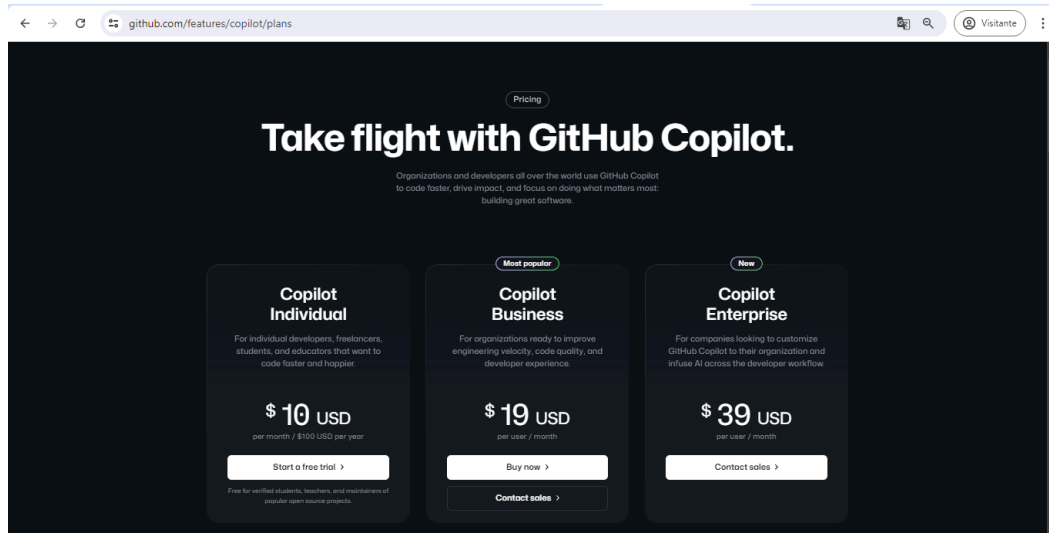 github.com/features/copilot/plans
Visitante
Pricing
Take flight with GitHub Copilot.
Organizations and developers all over the world use GitHub Copilot
to code faster, drive impact, and focus on doing what matters most:
building great software.
Copilot
Individual
For individual developers, freelancers,
students, and educators that want to
code faster and happier.
$ 10 USD
per month / $100 USD per year
Start a free trial >
Free for verified students, teachers, and maintainers of
popular open source projects.
Most popular
Copilot
Business
For organizations ready to improve
engineering velocity, code quality, and
developer experience.
$ 19 USD
per user / month
Buy now >
Contact sales >
New
Copilot
Enterprise
For companies looking to customize
GitHub Copilot to their organization and
infuse AI across the developer workflow.
$ 39 USD
per user / month
Contact sales >